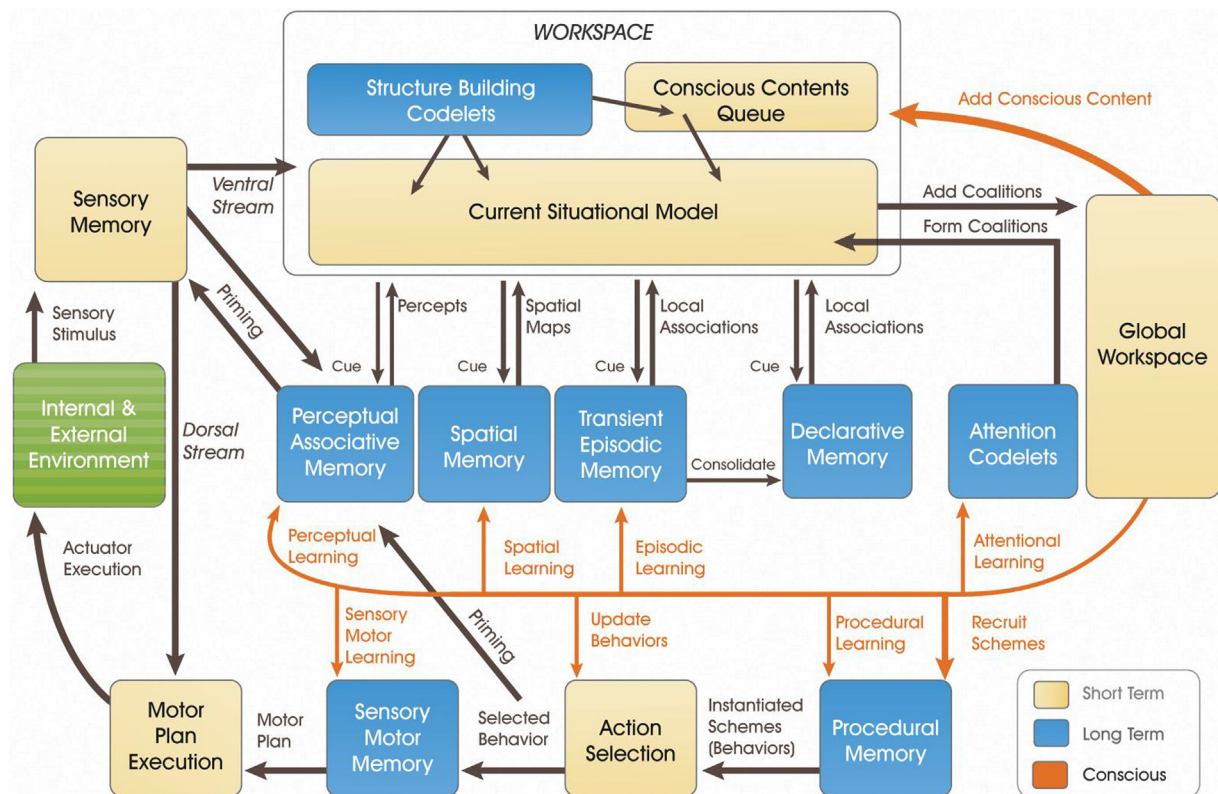 WORKSPACE
Structure Building
Codelets
Conscious Contents
Queue
Add Conscious Content
Sensory
Memory
Ventral
Stream
Current Situational Model
Add Coalitions
Form Coalitions
Global
Workspace
Sensory
Stimulus
Priming
Percepts
Cue
Spatial
Maps
Cue
Local
Associations
Cue
Local
Associations
Cue
Internal &
External
Environment
Dorsal
Stream
Perceptual
Associative
Memory
Spatial
Memory
Transient
Episodic
Memory
Consolidate
Declarative
Memory
Attention
Codelets
Actuator
Execution
Perceptual
Learning
Spatial
Learning
Episodic
Learning
Attentional
Learning
Sensory
Motor
Learning
Priming
Update
Behaviors
Procedural
Learning
Recruit
Schemes
Motor
Plan
Execution
Motor
Plan
Sensory
Motor
Memory
Selected
Behavior
Action
Selection
Instantiated
Schemes
(Behaviors)
Procedural
Memory
Short Term
Long Term
Conscious